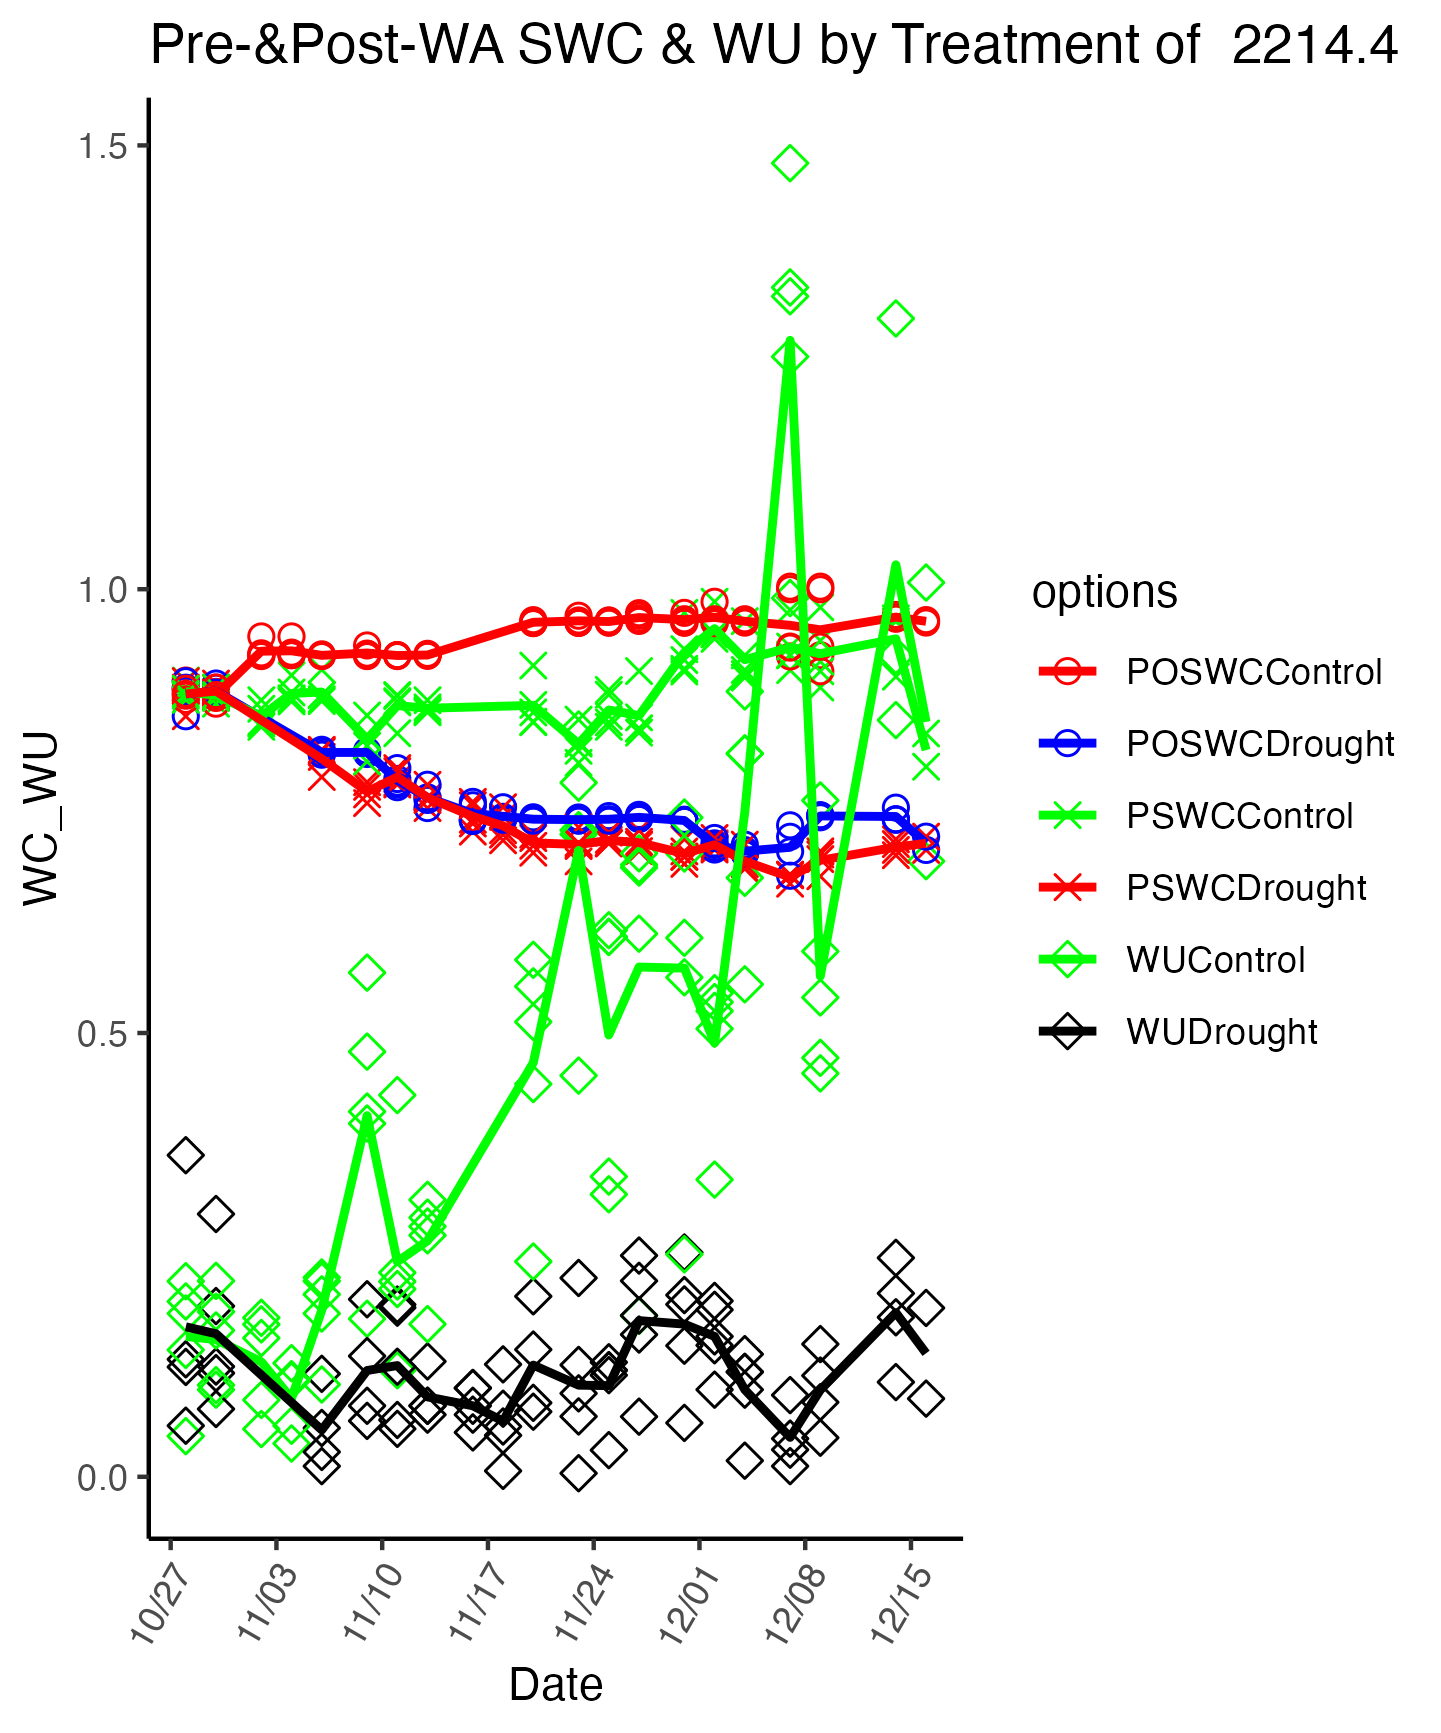 Pre-&Post-WA SWC & WU by Treatment of  2214.4
1.5
1.0
0.5
0.0
WC_WU
10/27
11/03
11/10
11/17
11/24
12/01
12/08
12/15
Date
options
POSWCControl
POSWCDrought
PSWCControl
PSWCDrought
WUControl
WUDrought